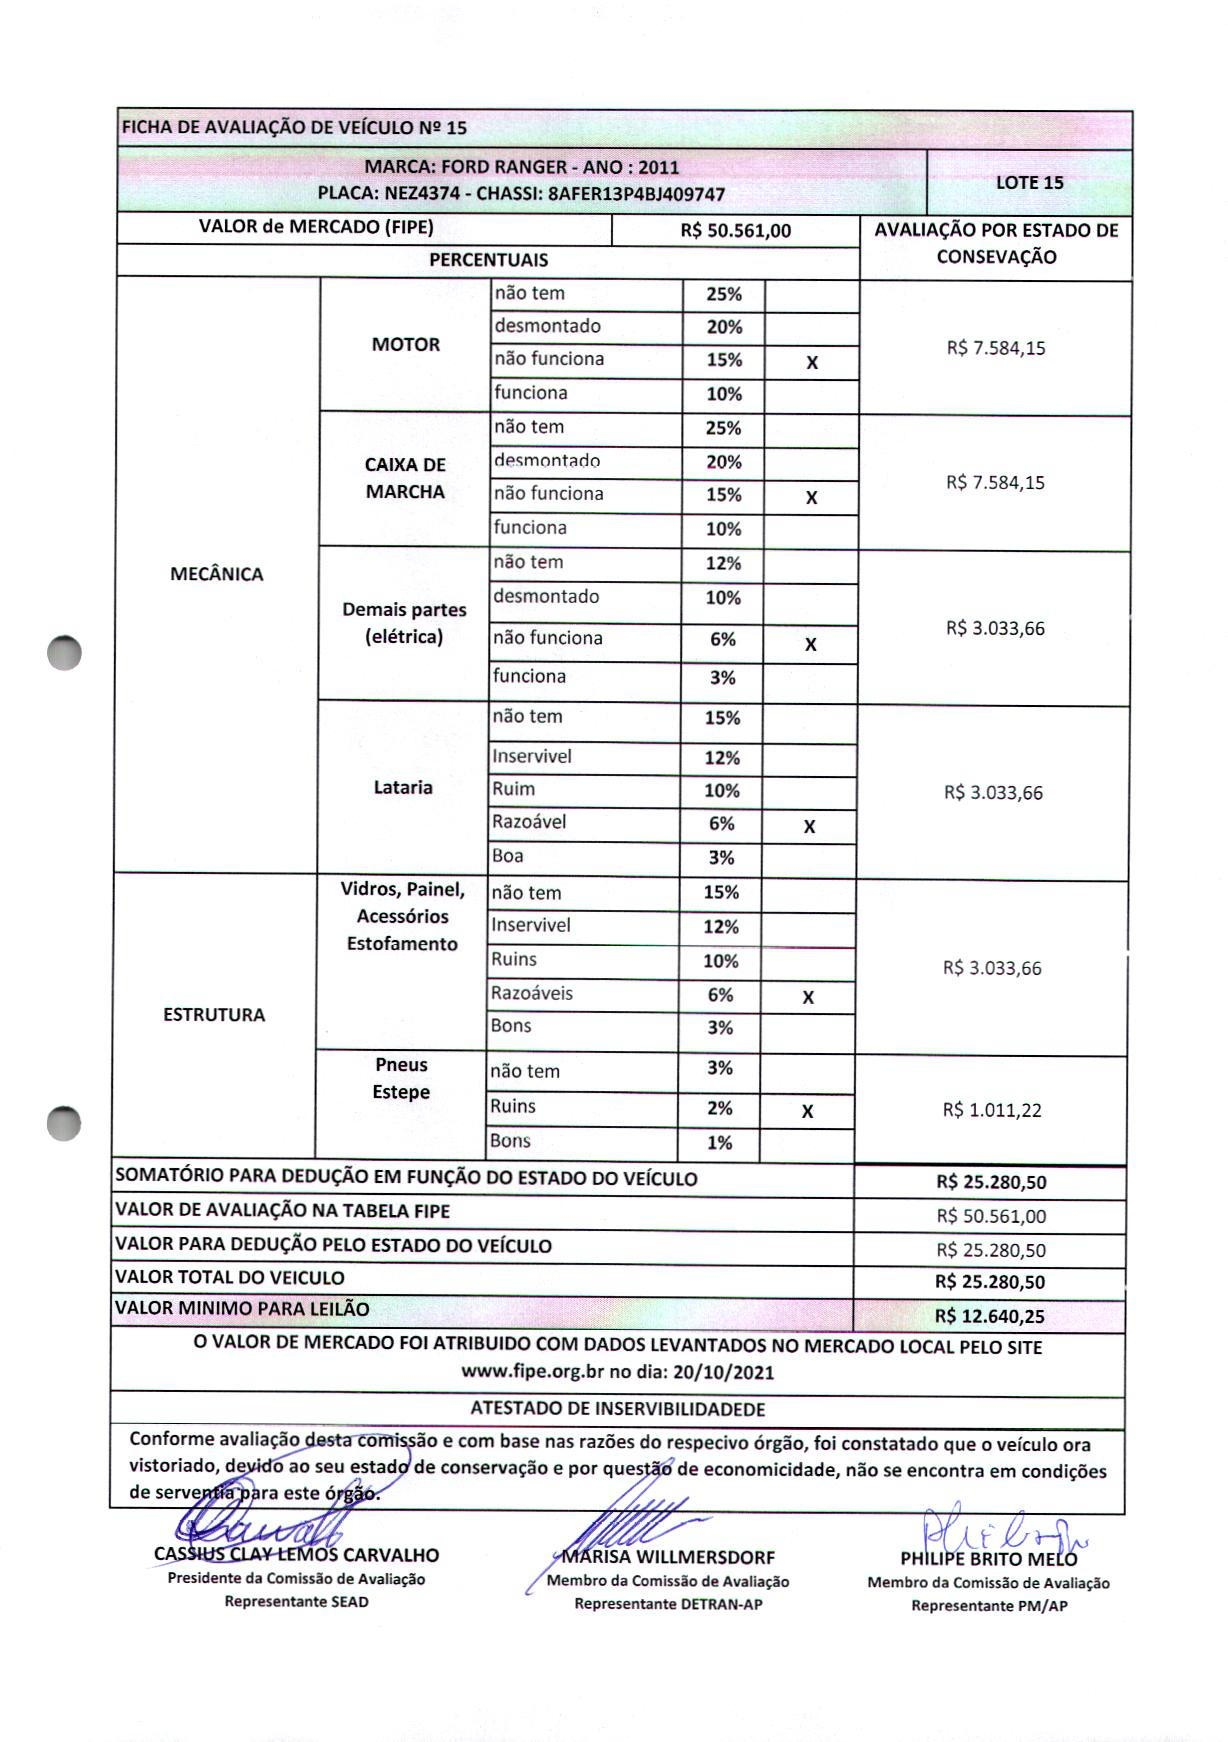 FICHA DE AVALIAÇÃO DE VEÍCULO Nº 15
MARCA: FORD RANGER - ANO : 2011
PLACA: NEZ4374 - CHASSI: 8AFER13P4BJ409747
LOTE 15
VALOR de MERCADO (FIPE)
R$ 50.561,00
AVALIAÇÃO POR ESTADO DE
CONSEVAÇÃO
PERCENTUAIS
MECÂNICA
MOTOR
não tem 25%
desmontado 20%
não funciona 15% X
funciona 10%
R$ 7.584,15
CAIXA DE
MARCHA
não tem 25%
desmontado 20%
não funciona 15% X
funciona 10%
R$ 7.584,15
Demais partes
(elétrica)
não tem 12%
desmontado 10%
não funciona 6% X
funciona 3%
R$ 3.033,66
Lataria
não tem 15%
Inservivel 12%
Ruim 10%
Razoável 6% X
Boa 3%
R$ 3.033,66
ESTRUTURA
Vidros, Painel,
Acessórios
Estofamento
não tem 15%
Inservivel 12%
Ruins 10%
Razoáveis 6% X
Bons 3%
R$ 3.033,66
Pneus
Estepe
não tem 3%
Ruins 2% X
Bons 1%
R$ 1.011,22
SOMATÓRIO PARA DEDUÇÃO EM FUNÇÃO DO ESTADO DO VEÍCULO R$ 25.280,50
VALOR DE AVALIAÇÃO NA TABELA FIPE R$ 50.561,00
VALOR PARA DEDUÇÃO PELO ESTADO DO VEÍCULO R$ 25.280,50
VALOR TOTAL DO VEICULO R$ 25.280,50
VALOR MINIMO PARA LEILÃO R$ 12.640,25
O VALOR DE MERCADO FOI ATRIBUIDO COM DADOS LEVANTADOS NO MERCADO LOCAL PELO SITE
www.fipe.org.br no dia: 20/10/2021
ATESTADO DE INSERVIBILIDADEDE
Conforme avaliação desta comissão e com base nas razões do respecivo órgão, foi constatado que o veículo ora
vistoriado, devido ao seu estado de conservação e por questão de economicidade, não se encontra em condições
de serventia para este órgão.
CASSIUS CLAY LEMOS CARVALHO
Presidente da Comissão de Avaliação
Representante SEAD
MARISA WILLMERSDORF
Membro da Comissão de Avaliação
Representante DETRAN-AP
PHILIPE BRITO MELO
Membro da Comissão de Avaliação
Representante PM/AP